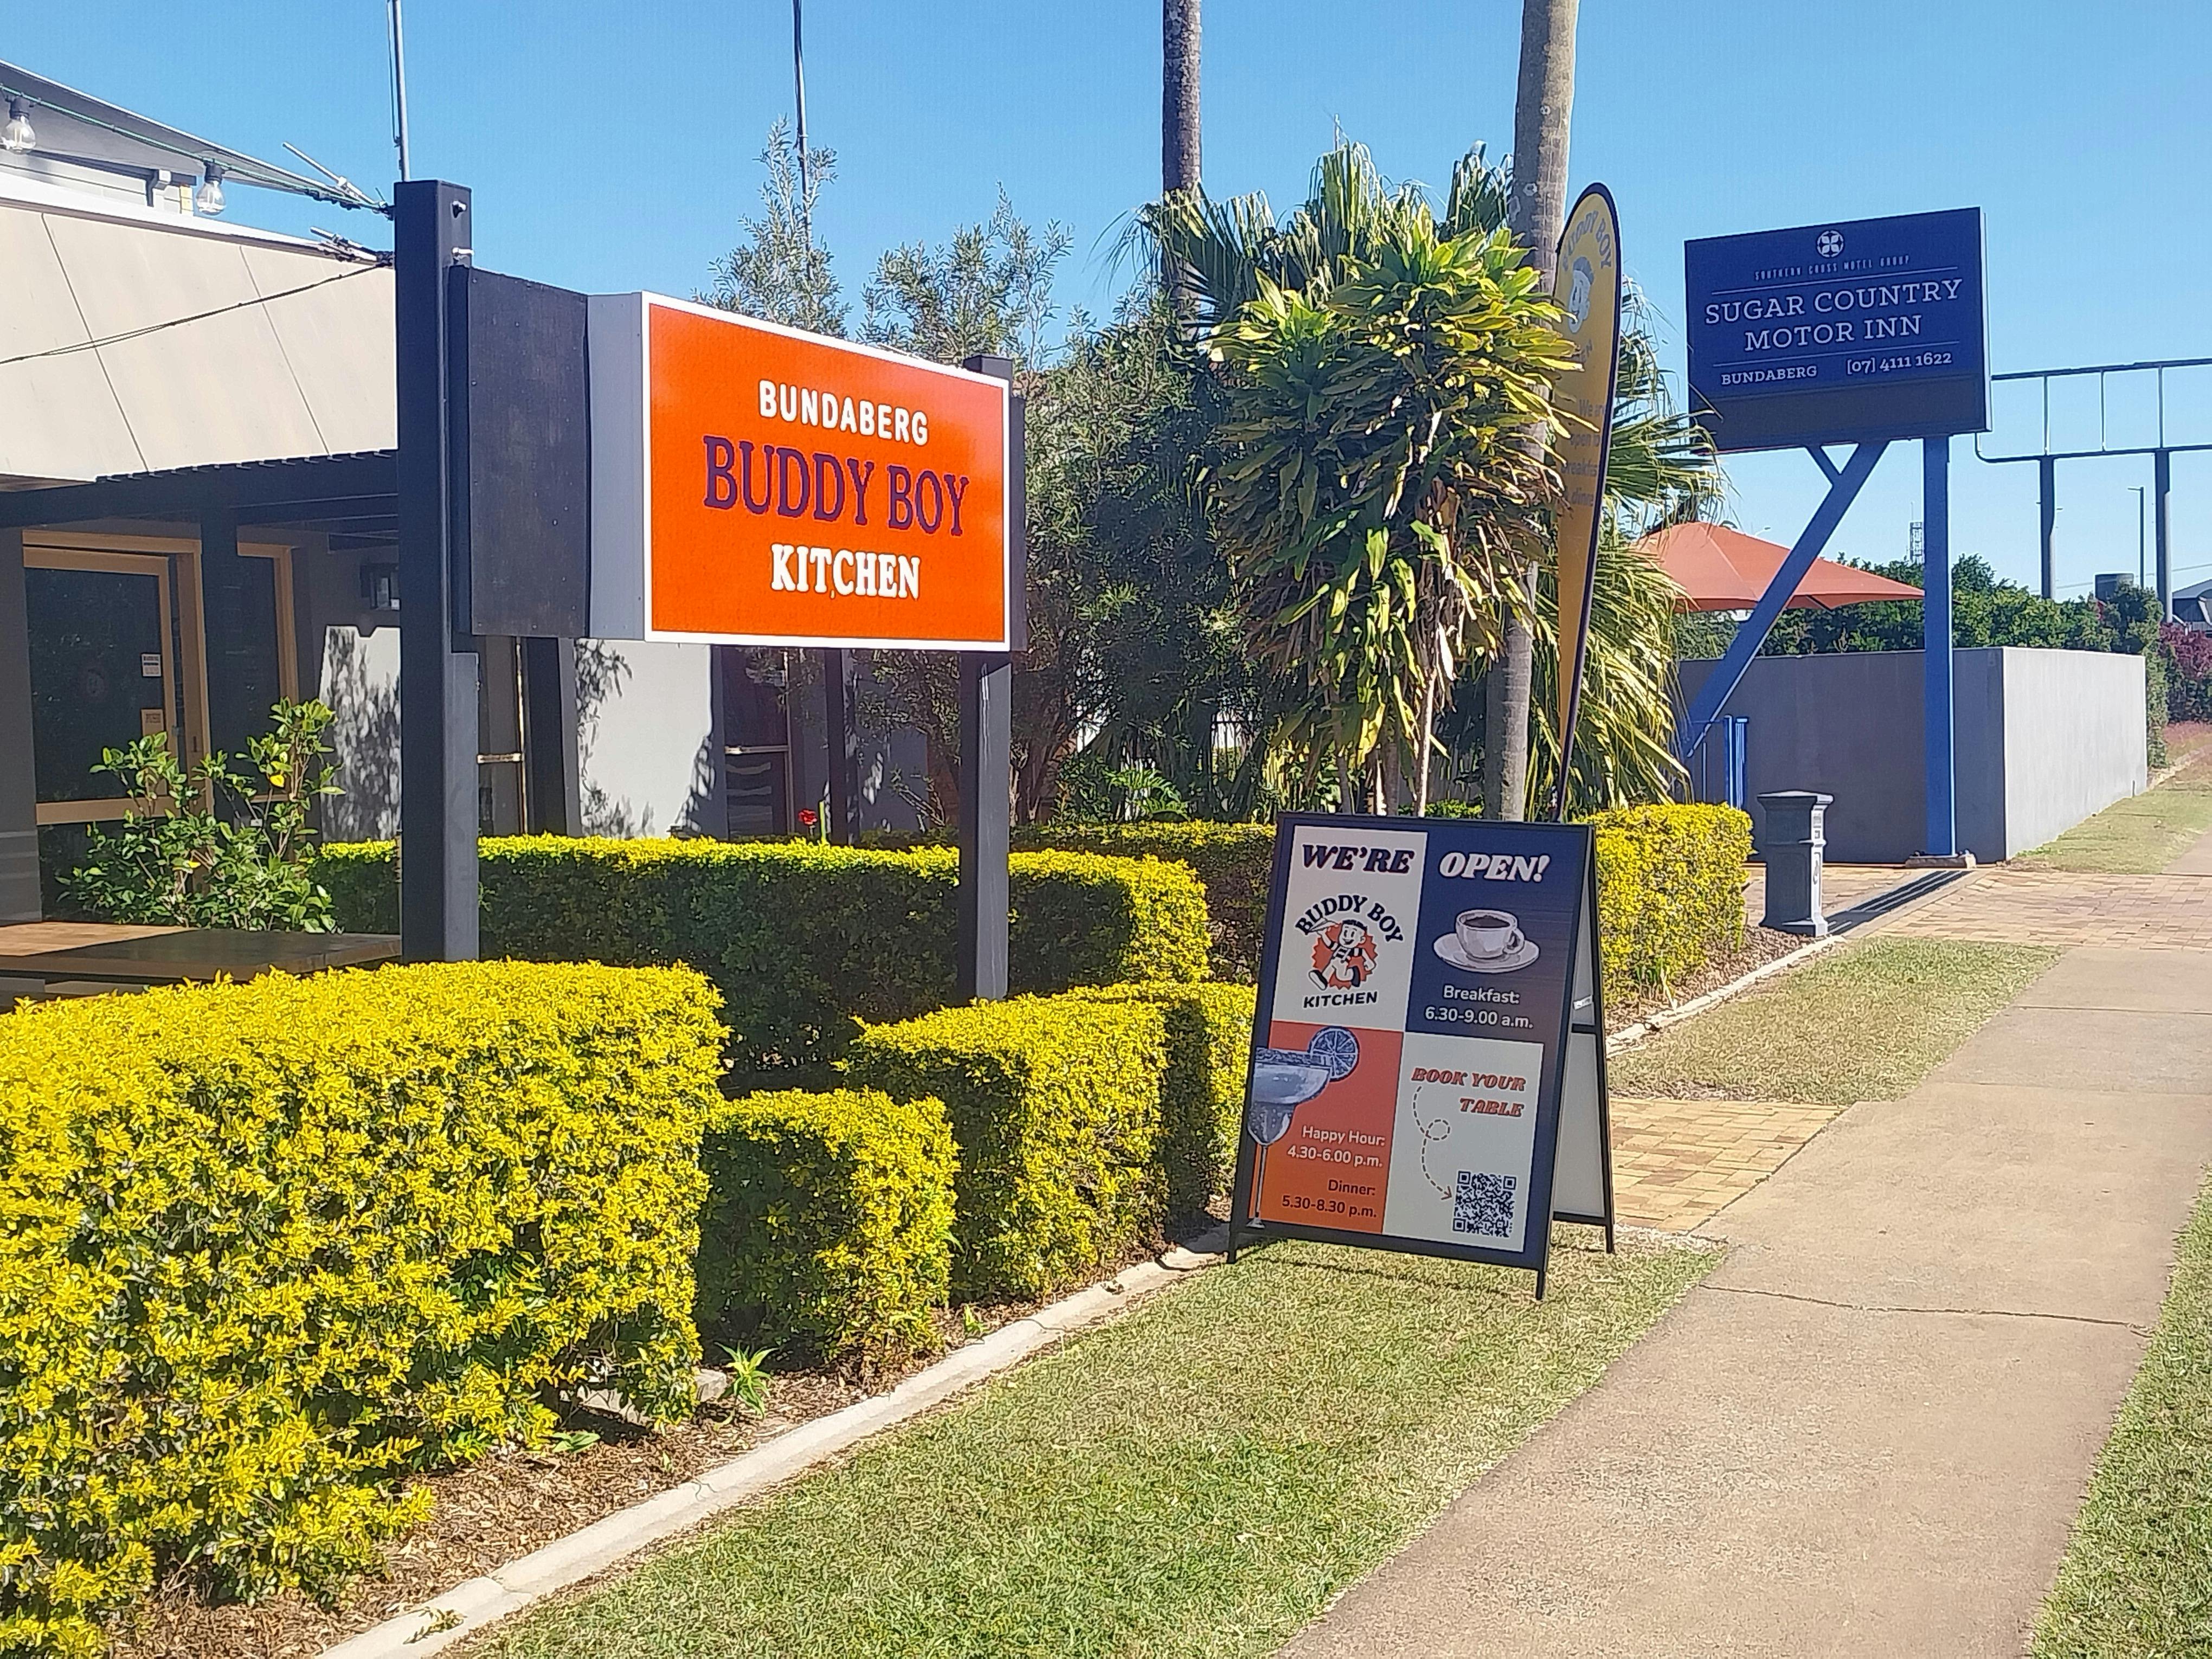 BUNDABERG
BUDDY BOY
KITCHEN
BUDDY BOY
SOUTHERN CROSS MOTEL GROUP
SUGAR COUNTRY
MOTOR INN
BUNDABERG [07] 4111 1622
WE'RE OPEN!
BUDDY BOY
KITCHEN
Breakfast:
6.30-9.00 a.m.
Happy Hour:
4.30-6.00 p.m.
Dinner:
5.30-8.30 p.m.
BOOK YOUR
TABLE